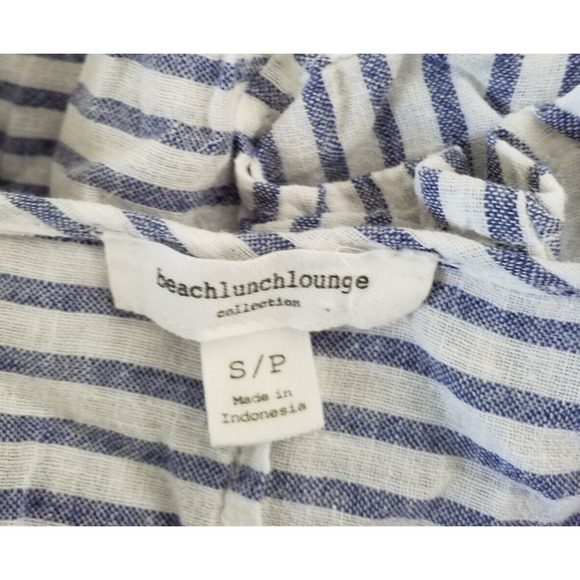 beachlunchlounge
collection
S/P
Made in
Indonesia